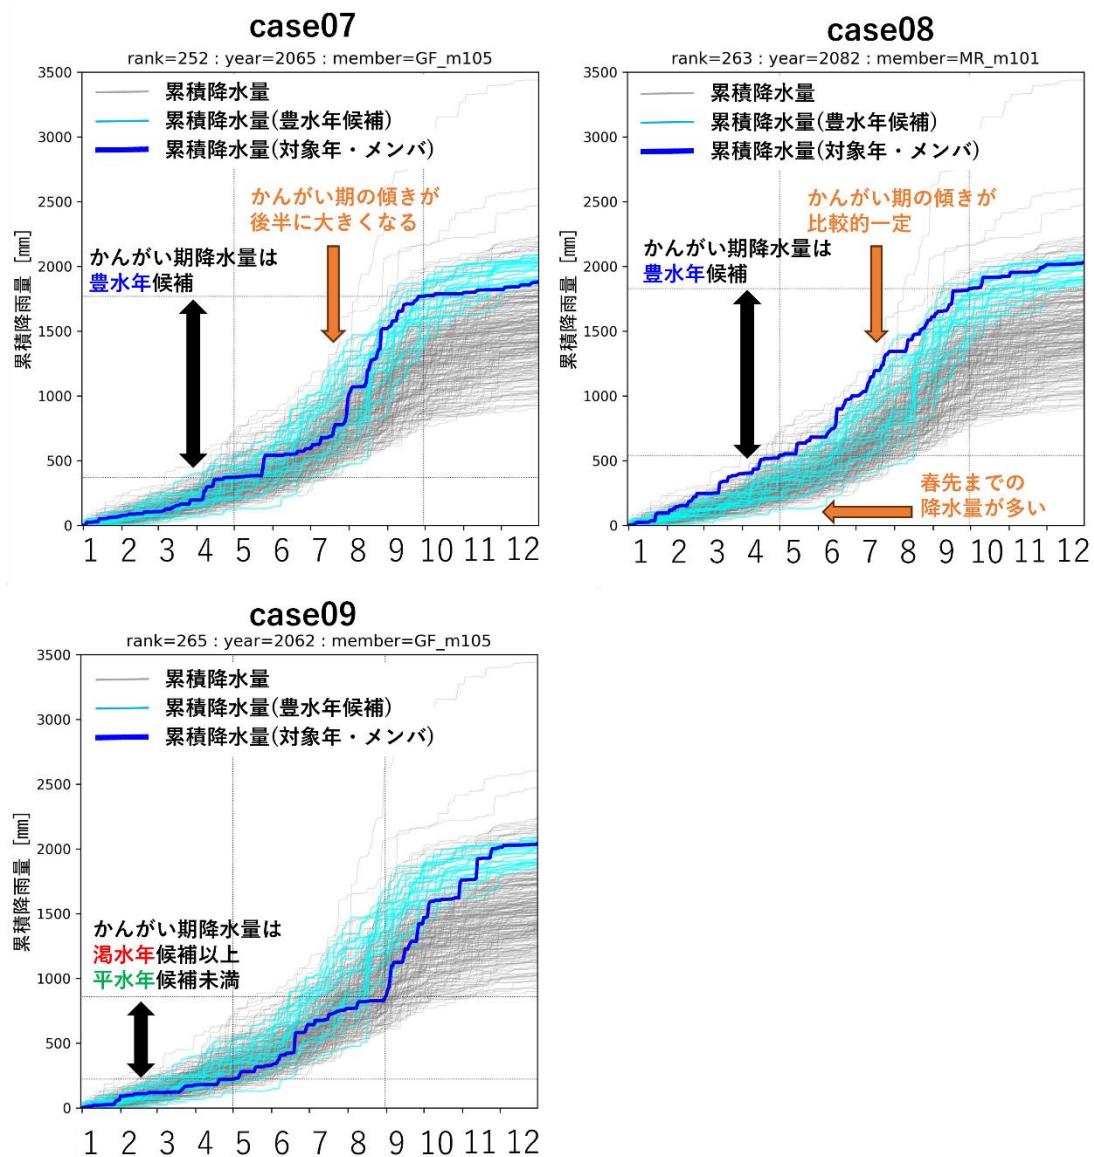 case07
rank=252 : year=2065 : member=GF_m105
累積降水量
累積降水量(豊水年候補)
累積降水量(対象年・メンバ)
かんがい期の傾きが
後半に大きくなる
かんがい期降水量は
豊水年候補
累積降雨量 [mm]
3500
3000
2500
2000
1500
1000
500
0
1 2 3 4 5 6 7 8 9 10 11 12
case08
rank=263 : year=2082 : member=MR_m101
累積降水量
累積降水量(豊水年候補)
累積降水量(対象年・メンバ)
かんがい期の傾きが
比較的一定
かんがい期降水量は
豊水年候補
春先までの
降水量が多い
累積降雨量 [mm]
3500
3000
2500
2000
1500
1000
500
0
1 2 3 4 5 6 7 8 9 10 11 12
case09
rank=265 : year=2062 : member=GF_m105
累積降水量
累積降水量(豊水年候補)
累積降水量(対象年・メンバ)
かんがい期降水量は
渇水年候補以上
平水年候補未満
累積降雨量 [mm]
3500
3000
2500
2000
1500
1000
500
0
1 2 3 4 5 6 7 8 9 10 11 12